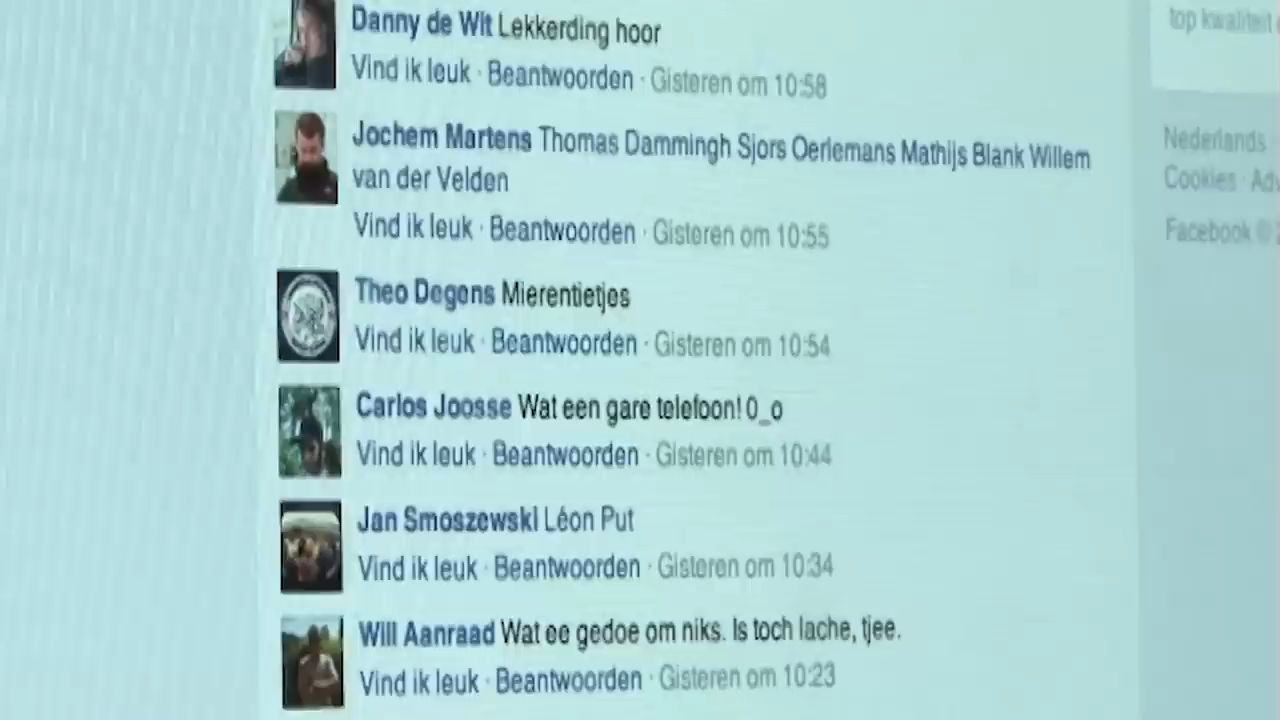 Danny de Wit Lekkerding hoor
Vind ik leuk · Beantwoorden · Gisteren om 10:58
Jochem Martens Thomas Dammingh Sjors Oerlemans Mathijs Blank Willem
van der Velden
Vind ik leuk · Beantwoorden · Gisteren om 10:55
Theo Degens Mierentietjes
Vind ik leuk · Beantwoorden · Gisteren om 10:54
Carlos Joosse Wat een gare telefoon! 0_o
Vind ik leuk · Beantwoorden · Gisteren om 10:44
Jan Smoszewski Léon Put
Vind ik leuk · Beantwoorden · Gisteren om 10:34
Will Aanraad Wat ee gedoe om niks. Is toch lache, tjee.
Vind ik leuk · Beantwoorden · Gisteren om 10:23
top kwaliteit
Nederlands
Cookies ·
Facebook ©